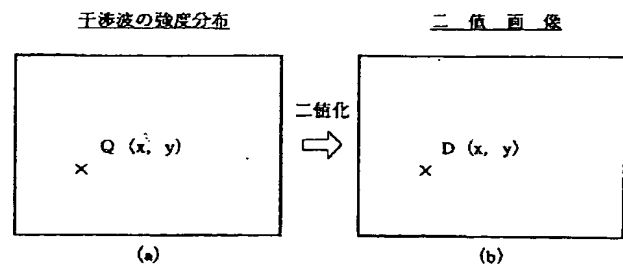 干渉波の強度分布
二値画像
二値化
Q (x, y)
D (x, y)
(a)
(b)